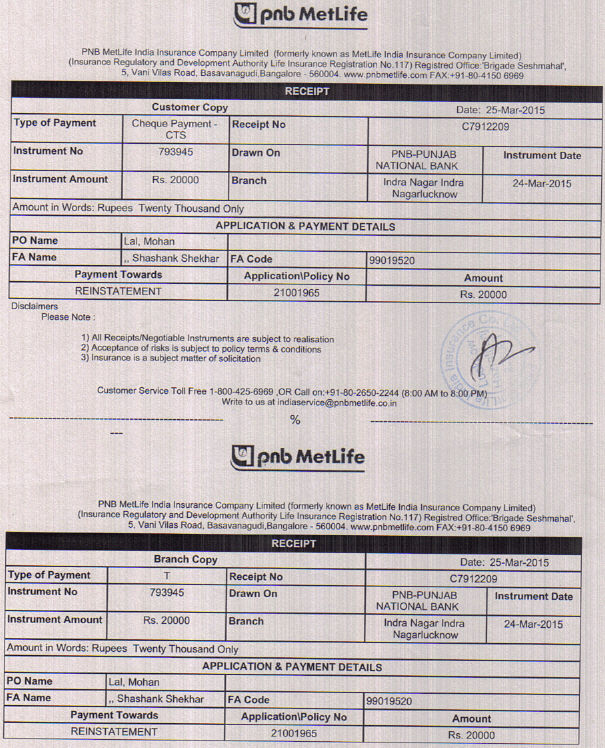 pnb MetLife
PNB MetLife India Insurance Company Limited (formerly known as MetLife India Insurance Company Limited)
(Insurance Regulatory and Development Authority Life Insurance Registration No.117) Registred Office:'Brigade Seshmahal',
5, Vani Vilas Road, Basavanagudi,Bangalore - 560004. www.pnbmetlife.com FAX:+91-80-4150 6969
RECEIPT
Customer Copy Date: 25-Mar-2015
Type of Payment Cheque Payment - CTS Receipt No C7912209
Instrument No 793945 Drawn On PNB-PUNJAB NATIONAL BANK Instrument Date
Instrument Amount Rs. 20000 Branch Indra Nagar Indra Nagarlucknow 24-Mar-2015
Amount in Words: Rupees Twenty Thousand Only
APPLICATION & PAYMENT DETAILS
PO Name Lal, Mohan
FA Name ,, Shashank Shekhar FA Code 99019520
Payment Towards Application\Policy No Amount
REINSTATEMENT 21001965 Rs. 20000
Disclaimers
Please Note :
1) All Receipts/Negotiable Instruments are subject to realisation
2) Acceptance of risks is subject to policy terms & conditions
3) Insurance is a subject matter of solicitation
Customer Service Toll Free 1-800-425-6969 ,OR Call on:+91-80-2650-2244 (8:00 AM to 8:00 PM)
Write to us at indiaservice@pnbmetlife.co.in
%
pnb MetLife
PNB MetLife India Insurance Company Limited (formerly known as MetLife India Insurance Company Limited)
(Insurance Regulatory and Development Authority Life Insurance Registration No.117) Registred Office:'Brigade Seshmahal',
5, Vani Vilas Road, Basavanagudi,Bangalore - 560004. www.pnbmetlife.com FAX:+91-80-4150 6969
RECEIPT
Branch Copy Date: 25-Mar-2015
Type of Payment T Receipt No C7912209
Instrument No 793945 Drawn On PNB-PUNJAB NATIONAL BANK Instrument Date
Instrument Amount Rs. 20000 Branch Indra Nagar Indra Nagarlucknow 24-Mar-2015
Amount in Words: Rupees Twenty Thousand Only
APPLICATION & PAYMENT DETAILS
PO Name Lal, Mohan
FA Name ,, Shashank Shekhar FA Code 99019520
Payment Towards Application\Policy No Amount
REINSTATEMENT 21001965 Rs. 20000